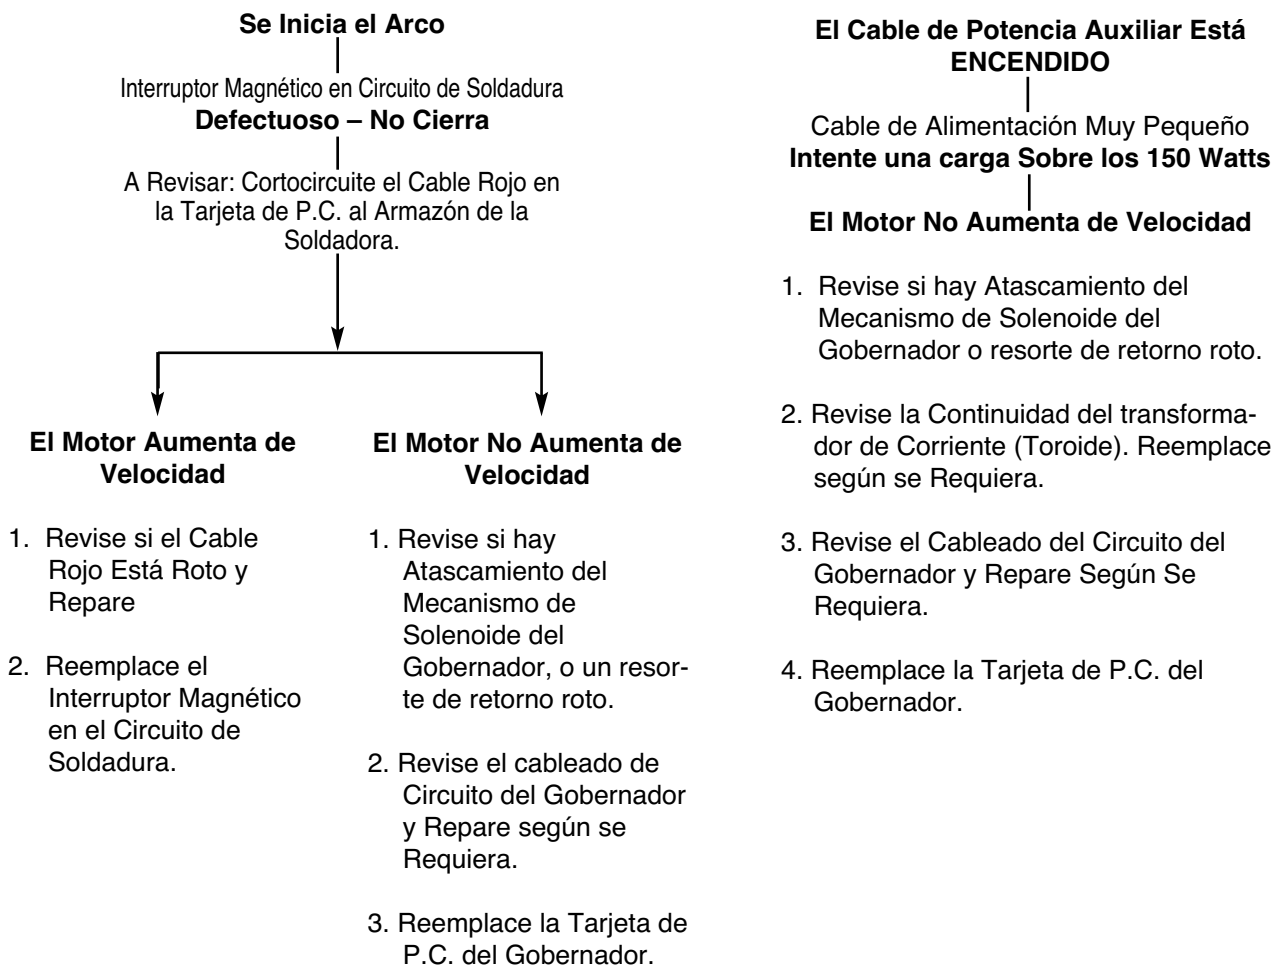 Se Inicia el Arco
Interruptor Magnético en Circuito de Soldadura
Defectuoso – No Cierra
A Revisar: Cortocircuite el Cable Rojo en
la Tarjeta de P.C. al Armazón de la
Soldadora.
El Motor Aumenta de
Velocidad
1. Revise si el Cable
Rojo Está Roto y
Repare
2. Reemplace el
Interruptor Magnético
en el Circuito de
Soldadura.
El Motor No Aumenta de
Velocidad
1. Revise si hay
Atascamiento del
Mecanismo de
Solenoide del
Gobernador, o un resor-
te de retorno roto.
2. Revise el cableado de
Circuito del Gobernador
y Repare según se
Requiera.
3. Reemplace la Tarjeta de
P.C. del Gobernador.
El Cable de Potencia Auxiliar Está
ENCENDIDO
Cable de Alimentación Muy Pequeño
Intente una carga Sobre los 150 Watts
El Motor No Aumenta de Velocidad
1. Revise si hay Atascamiento del
Mecanismo de Solenoide del
Gobernador o resorte de retorno roto.
2. Revise la Continuidad del transforma-
dor de Corriente (Toroide). Reemplace
según se Requiera.
3. Revise el Cableado del Circuito del
Gobernador y Repare Según Se
Requiera.
4. Reemplace la Tarjeta de P.C. del
Gobernador.